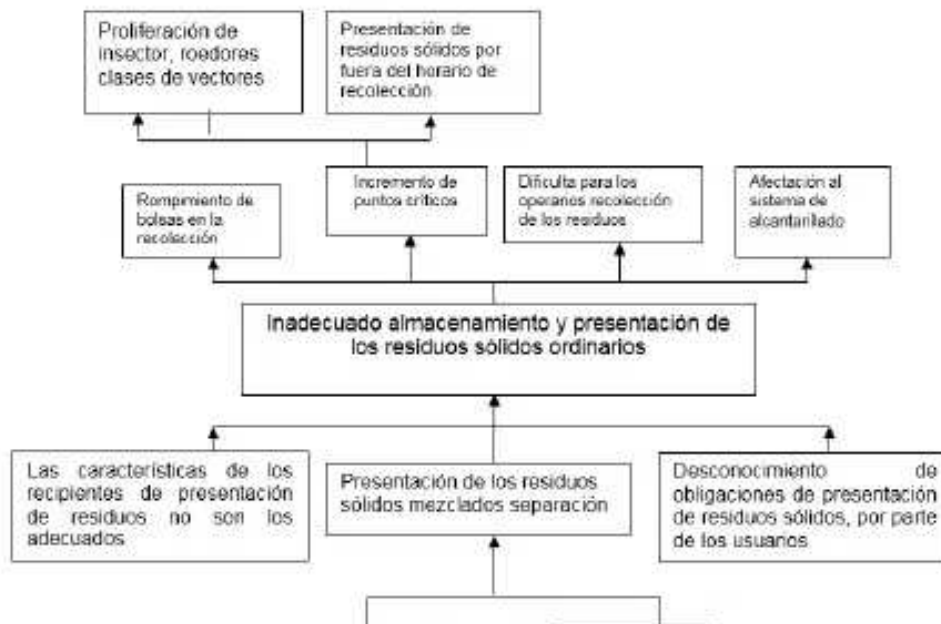 Proliferación de
insector, roedores
clases de vectores
Presentación de
residuos sólidos por
fuera del horario de
recolección
Rompimiento de
bolsas en la
recolección
Incremento de
puntos críticos
Dificulta para los
operarios recolección
de los residuos
Afectación al
sistema de
alcantarillado
Inadecuado almacenamiento y presentación de
los residuos sólidos ordinarios
Las características de los
recipientes de presentación
de residuos no son los
adecuados
Presentación de los residuos
sólidos mezclados separación
Desconocimiento de
obligaciones de presentación
de residuos sólidos, por parte
de los usuarios